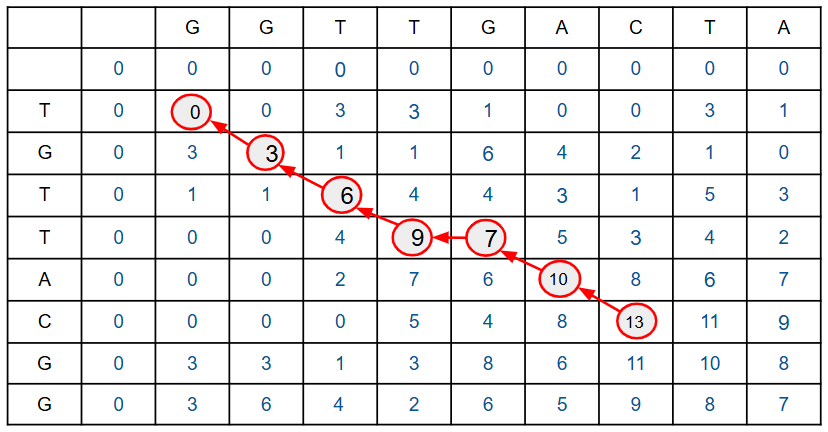 G G T T G A C T A
0 0 0 0 0 0 0 0 0 0
T 0 0 0 3 3 1 0 0 3 1
G 0 3 3 1 1 6 4 2 1 0
T 0 1 1 6 4 4 3 1 5 3
T 0 0 0 4 9 7 5 3 4 2
A 0 0 0 2 7 6 10 8 6 7
C 0 0 0 0 5 4 8 13 11 9
G 0 3 3 1 3 8 6 11 10 8
G 0 3 6 4 2 6 5 9 8 7